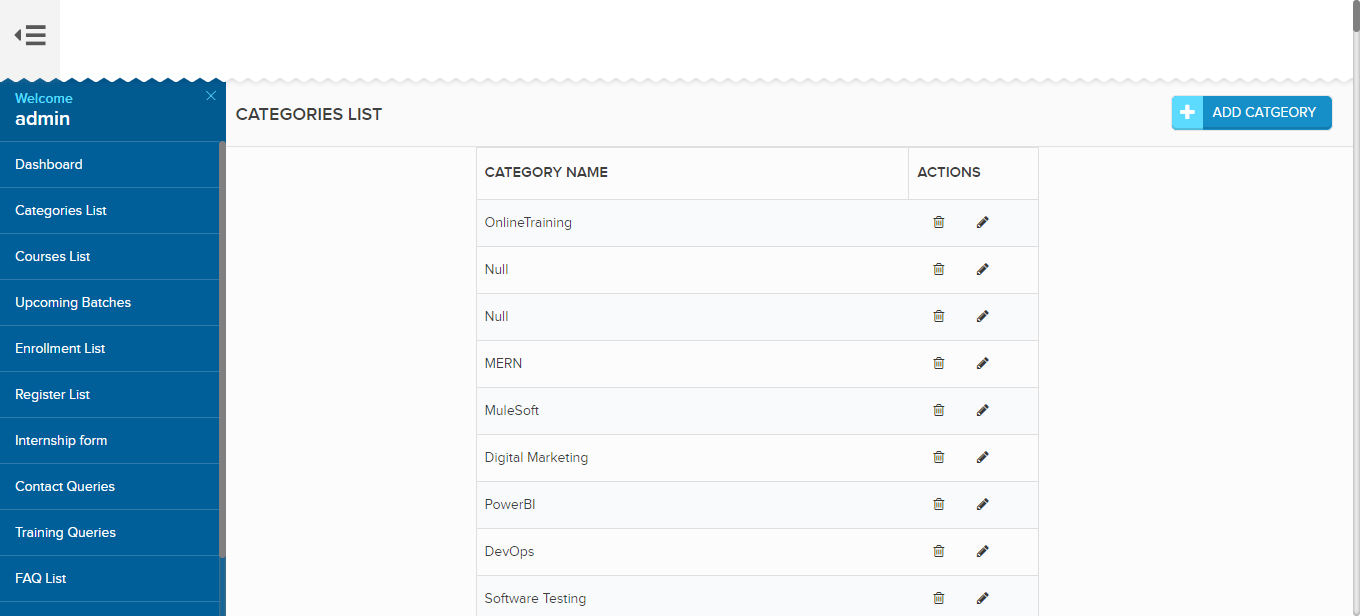 Welcome
admin
Dashboard
Categories List
Courses List
Upcoming Batches
Enrollment List
Register List
Internship form
Contact Queries
Training Queries
FAQ List
CATEGORIES LIST
ADD CATGEORY
CATEGORY NAME ACTIONS
OnlineTraining
Null
Null
MERN
MuleSoft
Digital Marketing
PowerBI
DevOps
Software Testing